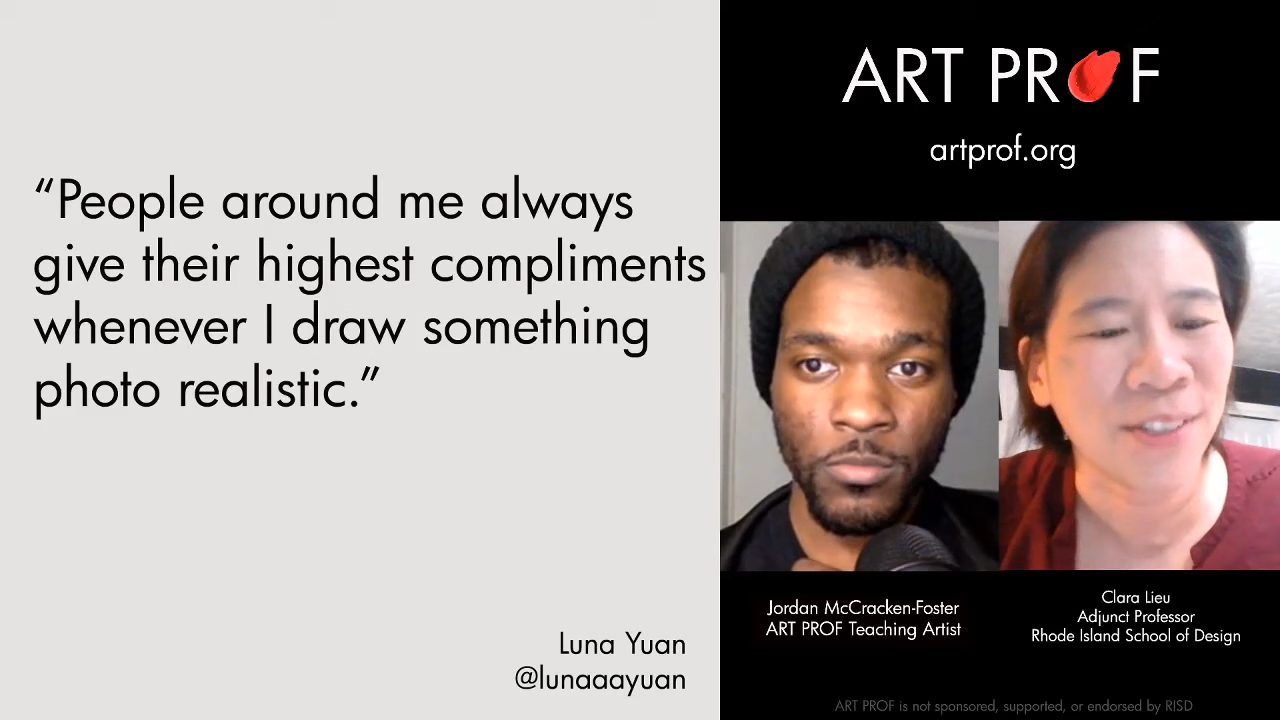 “People around me always
give their highest compliments
whenever I draw something
photo realistic.”
Luna Yuan
@lunaaayuan
ART PROF
artprof.org
Jordan McCracken-Foster
ART PROF Teaching Artist
Clara Lieu
Adjunct Professor
Rhode Island School of Design
ART PROF is not sponsored, supported, or endorsed by RISD